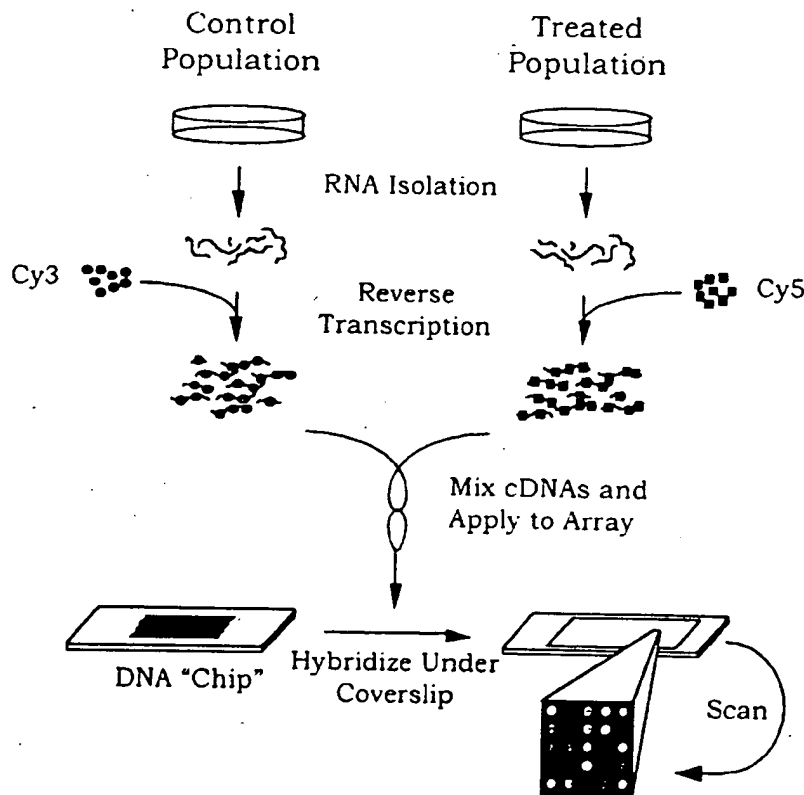 Control
Population
Treated
Population
RNA Isolation
Cy3
Reverse
Transcription
Cy5
Mix cDNAs and
Apply to Array
DNA "Chip"
Hybridize Under
Coverslip
Scan